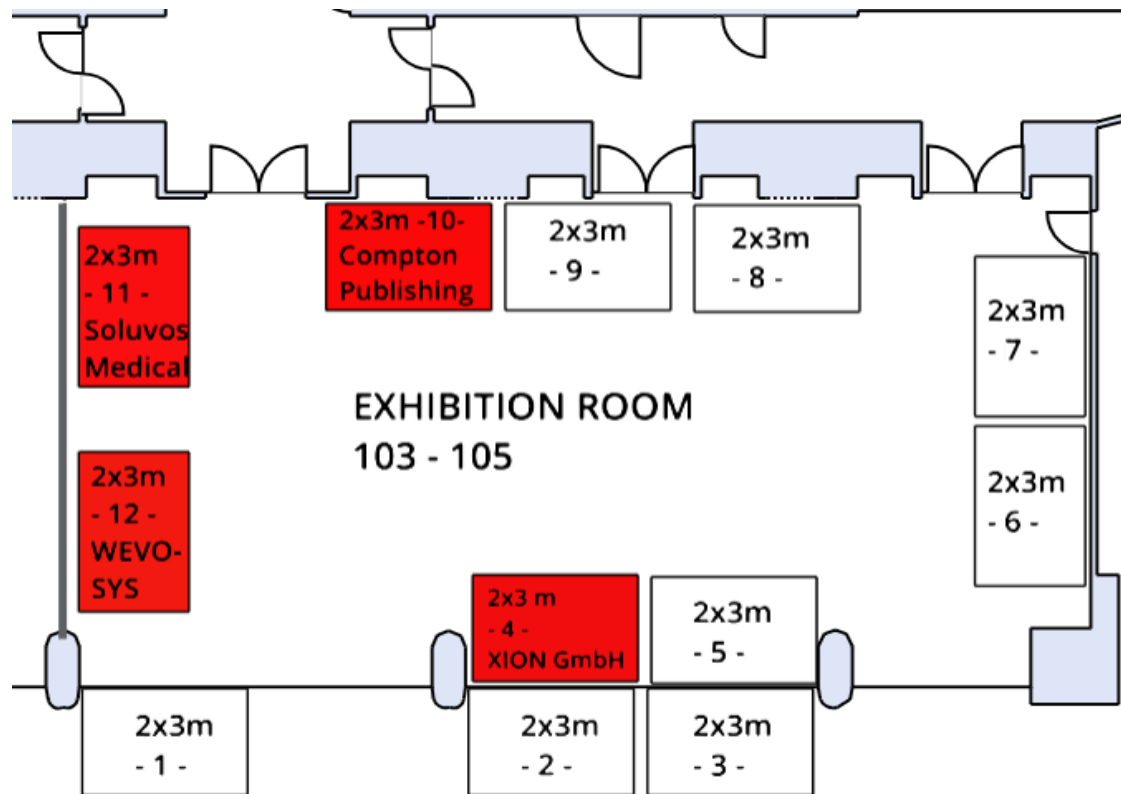 2x3m
- 11 -
Soluvos
Medical
2x3m -10-
Compton
Publishing
2x3m
- 9 -
2x3m
- 8 -
2x3m
- 7 -
EXHIBITION ROOM
103 - 105
2x3m
- 12 -
WEVO-
SYS
2x3m
- 6 -
2x3 m
- 4 -
XION GmbH
2x3m
- 5 -
2x3m
- 1 -
2x3m
- 2 -
2x3m
- 3 -